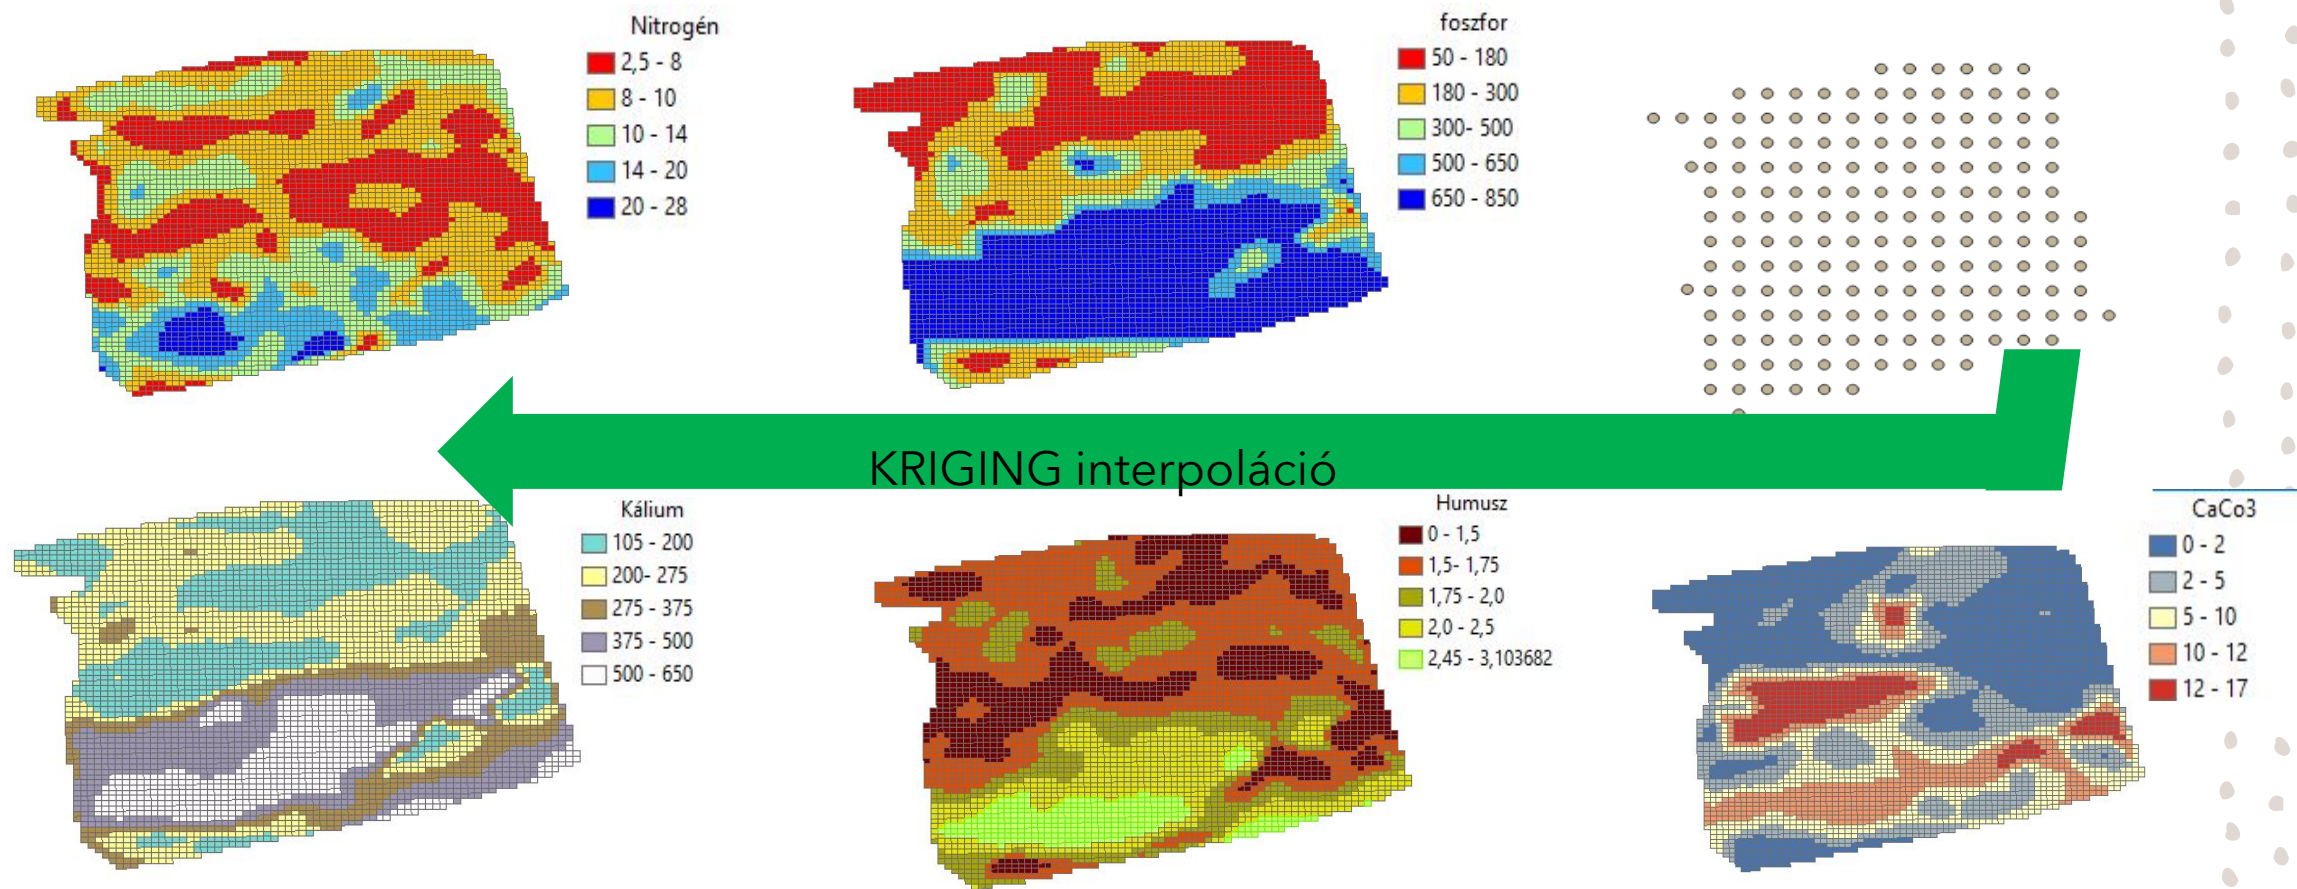 Nitrogén
2,5 - 8
8 - 10
10 - 14
14 - 20
20 - 28
foszfor
50 - 180
180 - 300
300- 500
500 - 650
650 - 850
KRIGING interpoláció
Kálium
105 - 200
200- 275
275 - 375
375 - 500
500 - 650
Humusz
0 - 1,5
1,5- 1,75
1,75 - 2,0
2,0 - 2,5
2,45 - 3,103682
CaCo3
0 - 2
2 - 5
5 - 10
10 - 12
12 - 17